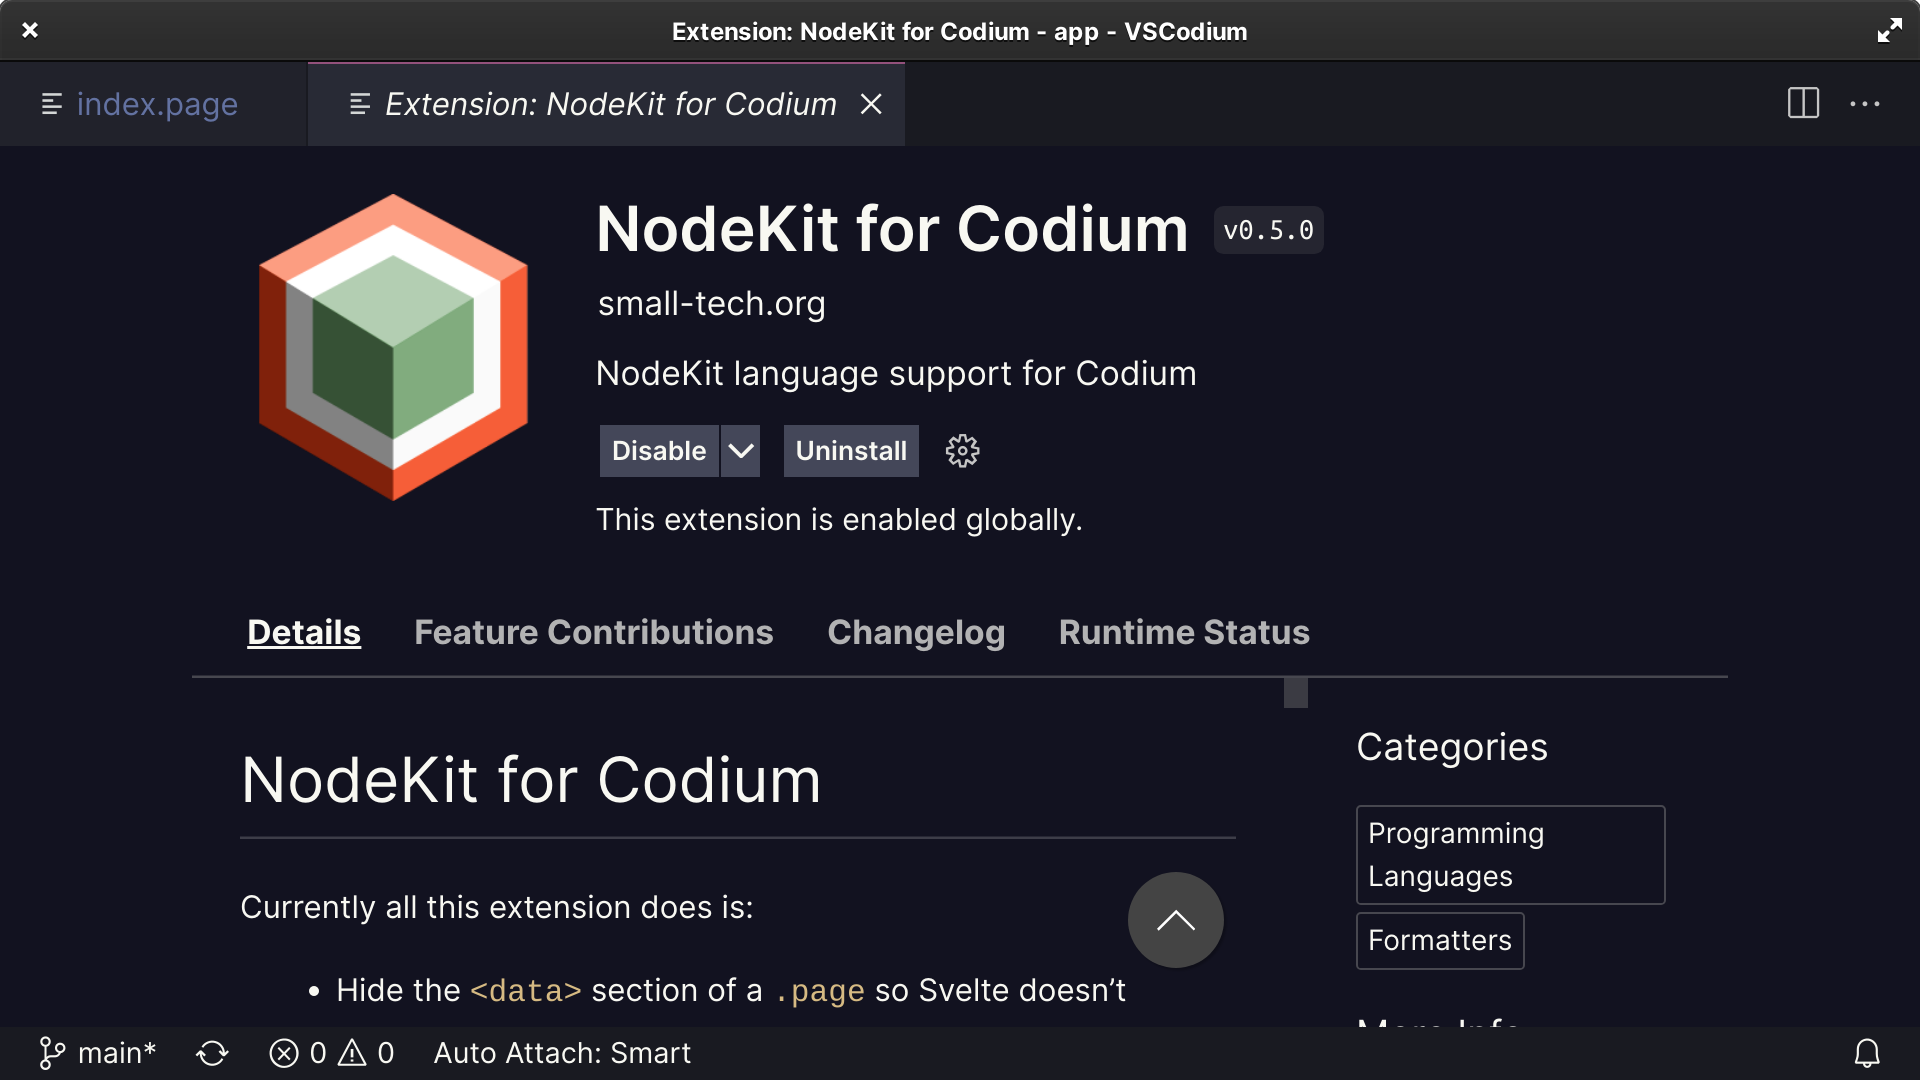 Extension: NodeKit for Codium - app - VSCodium
index.page
Extension: NodeKit for Codium
NodeKit for Codium v0.5.0
small-tech.org
NodeKit language support for Codium
Disable
Uninstall
This extension is enabled globally.
Details
Feature Contributions
Changelog
Runtime Status
NodeKit for Codium
Currently all this extension does is:
• Hide the <data> section of a .page so Svelte doesn’t
Categories
Programming
Languages
Formatters
More Info
main*
0
0
Auto Attach: Smart